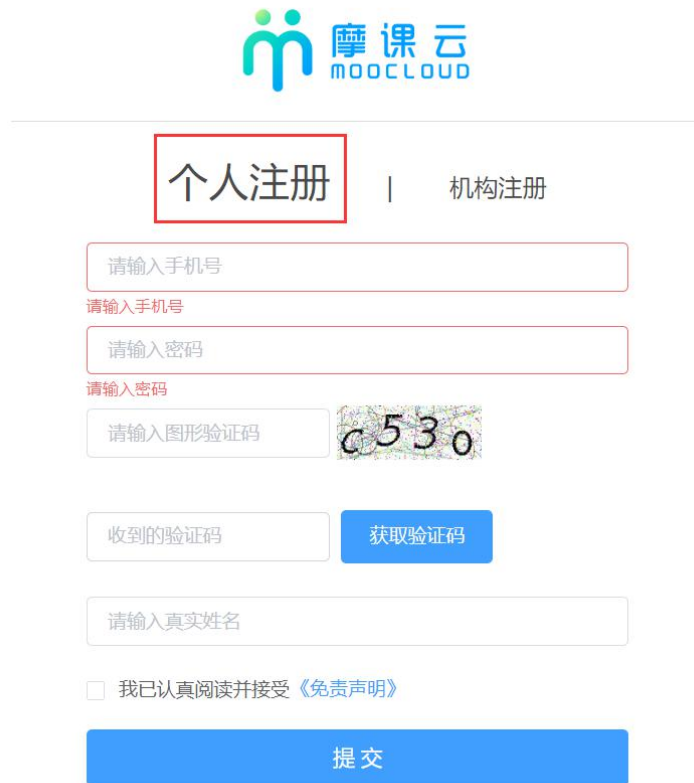 摩课云
MOOCLOUD
个人注册 | 机构注册
请输入手机号
请输入手机号
请输入密码
请输入密码
请输入图形验证码 c530
收到的验证码 获取验证码
请输入真实姓名
我已认真阅读并接受《免责声明》
提交